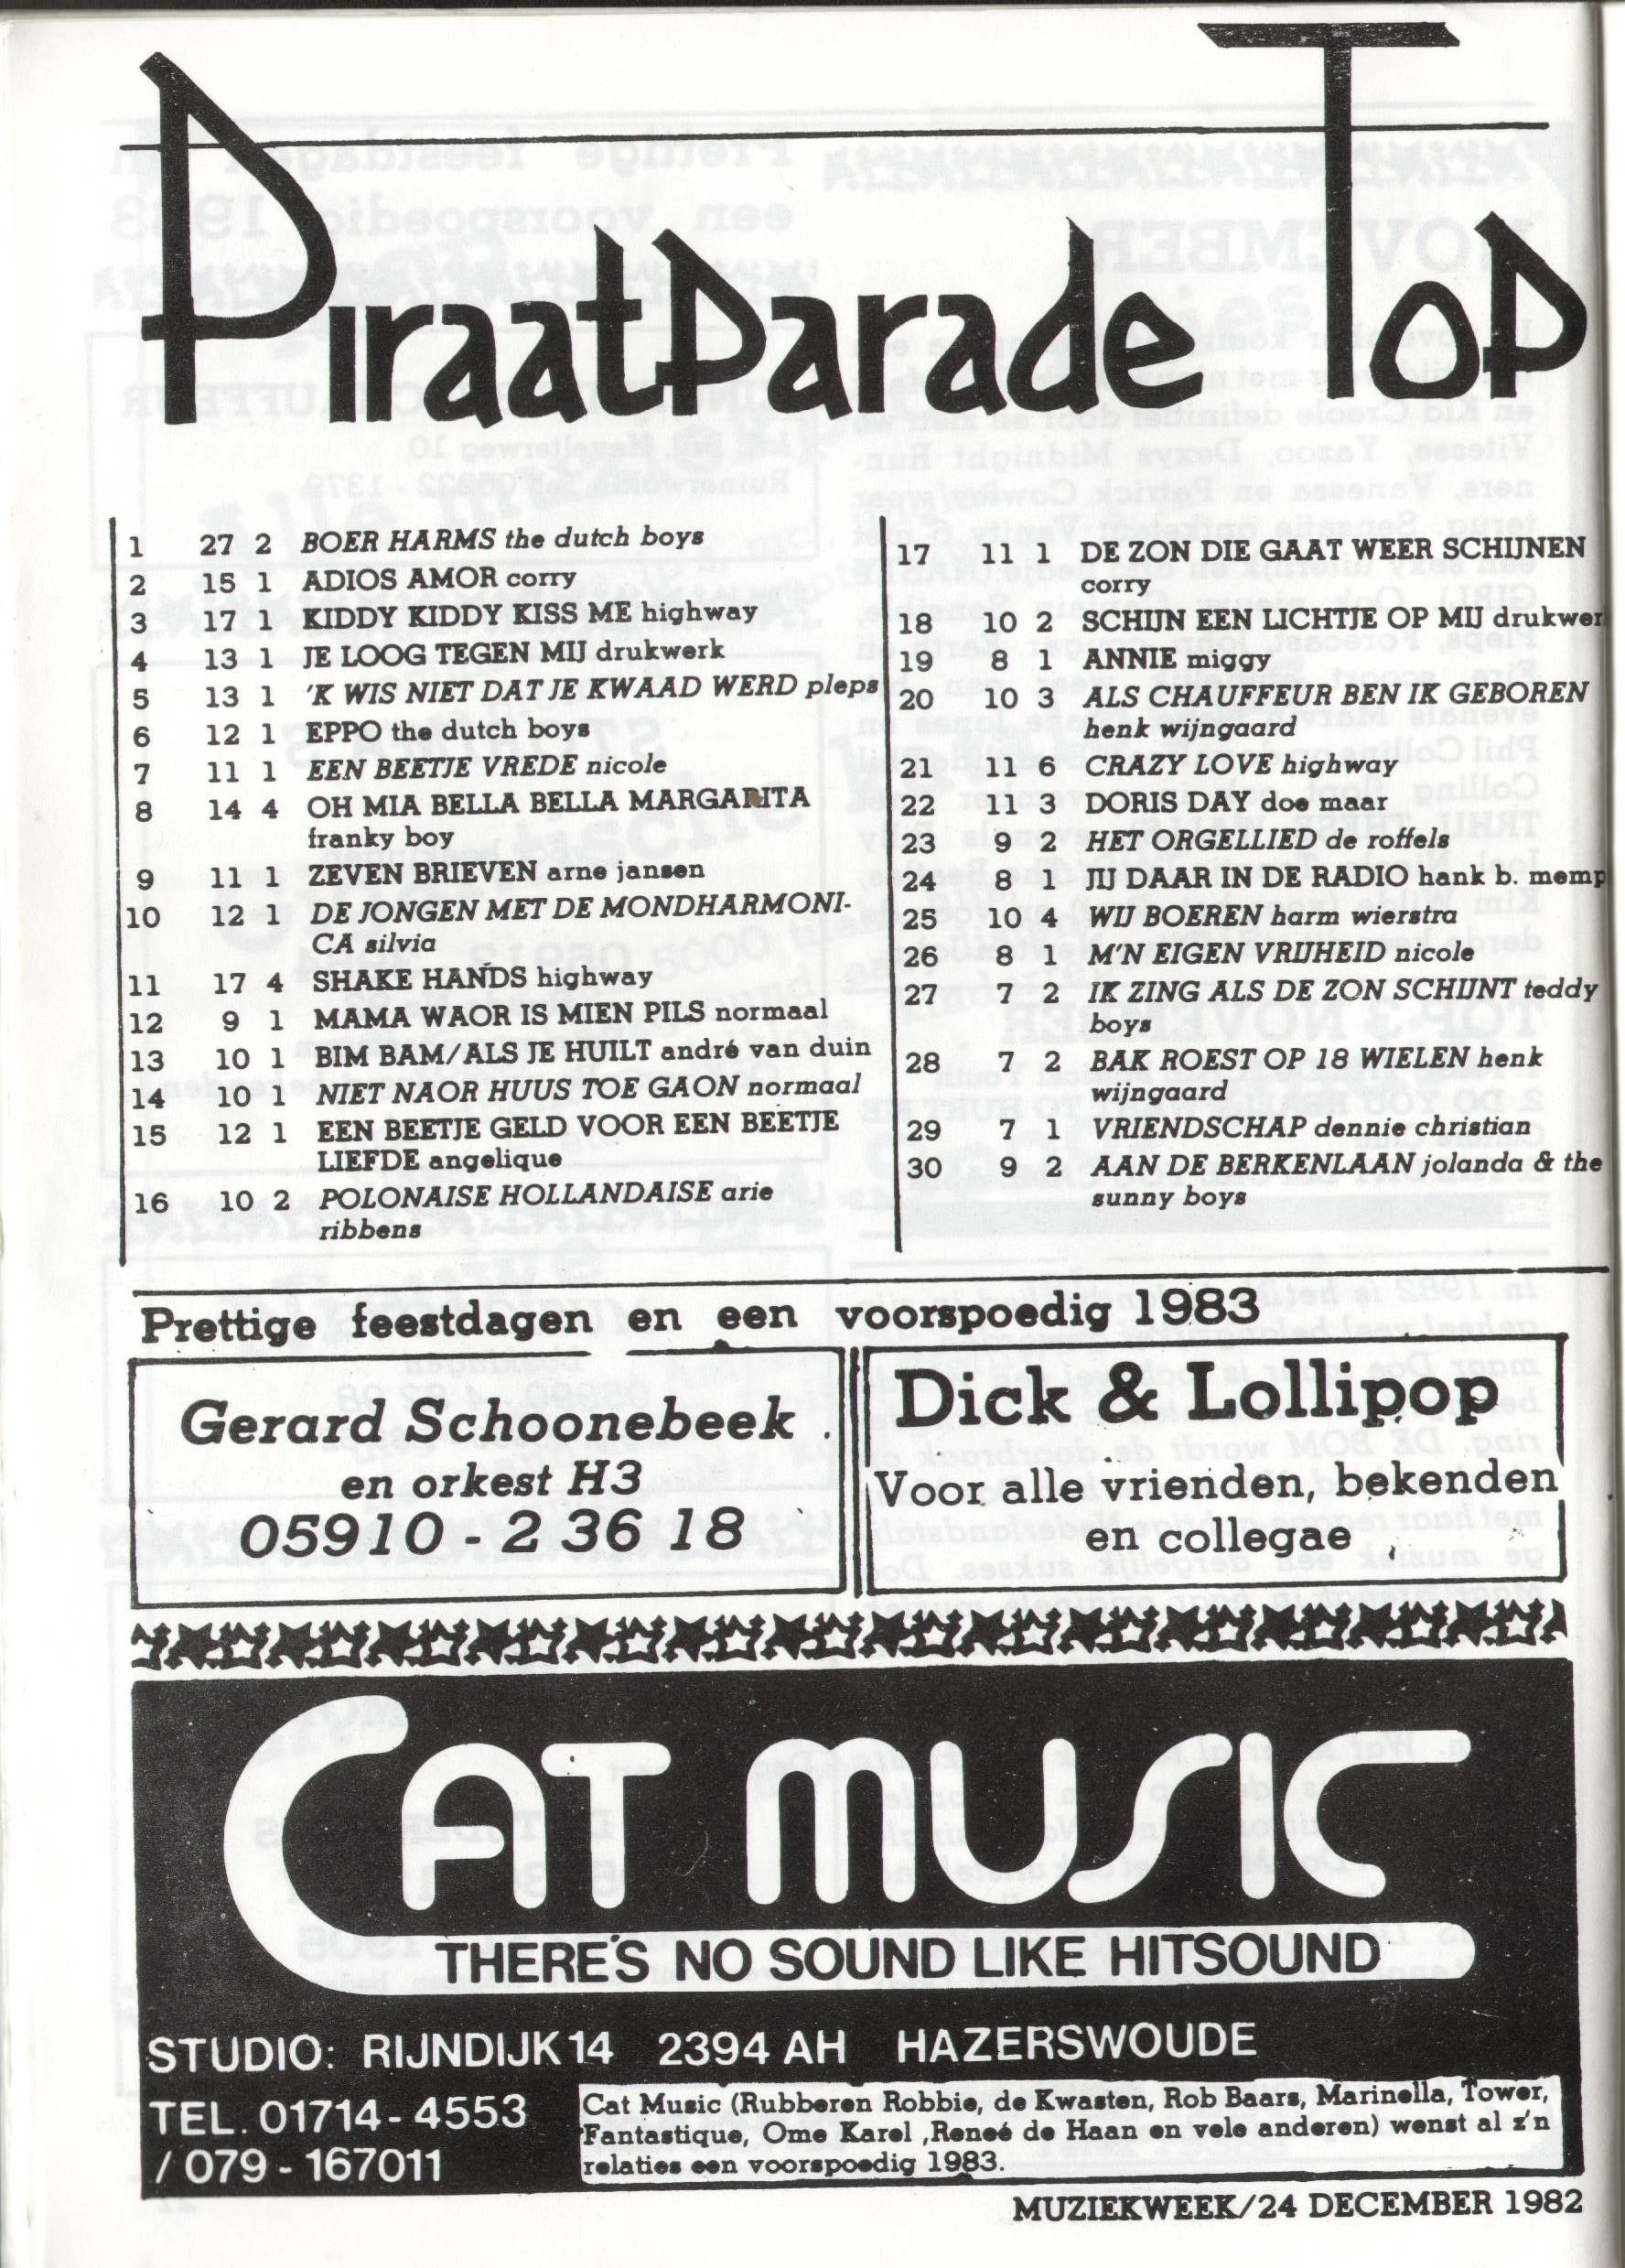 PiraatParade Top
1 27 2 BOER HARMS the dutch boys
2 15 1 ADIOS AMOR corry
3 17 1 KIDDY KIDDY KISS ME highway
4 13 1 JE LOOG TEGEN MIJ drukwerk
5 13 1 'K WIS NIET DAT JE KWAAD WERD pleps
6 12 1 EPPO the dutch boys
7 11 1 EEN BEETJE VREDE nicole
8 14 4 OH MIA BELLA BELLA MARGARITA
franky boy
9 11 1 ZEVEN BRIEVEN arne jansen
10 12 1 DE JONGEN MET DE MONDHARMONI-
CA silvia
11 17 4 SHAKE HANDS highway
12 9 1 MAMA WAOR IS MIEN PILS normaal
13 10 1 BIM BAM/ALS JE HUILT andré van duin
14 10 1 NIET NAOR HUUS TOE GAON normaal
15 12 1 EEN BEETJE GELD VOOR EEN BEETJE
LIEFDE angelique
16 10 2 POLONAISE HOLLANDAISE arie
ribbens
17 11 1 DE ZON DIE GAAT WEER SCHIJNEN
corry
18 10 2 SCHIJN EEN LICHTJE OP MIJ drukwer
19 8 1 ANNIE miggy
20 10 3 ALS CHAUFFEUR BEN IK GEBOREN
henk wijngaard
21 11 6 CRAZY LOVE highway
22 11 3 DORIS DAY doe maar
23 9 2 HET ORGELLIED de roffels
24 8 1 JIJ DAAR IN DE RADIO hank b. memp
25 10 4 WIJ BOEREN harm wierstra
26 8 1 M'N EIGEN VRIJHEID nicole
27 7 2 IK ZING ALS DE ZON SCHIJNT teddy
boys
28 7 2 BAK ROEST OP 18 WIELEN henk
wijngaard
29 7 1 VRIENDSCHAP dennie christian
30 9 2 AAN DE BERKENLAAN jolanda & the
sunny boys
Prettige feestdagen en een voorspoedig 1983
Gerard Schoonebeek
en orkest H3
05910 - 2 36 18
Dick & Lollipop
Voor alle vrienden, bekenden
en collegae
CAT MUSIC
THERE'S NO SOUND LIKE HITSOUND
STUDIO: RIJNDIJK 14 2394 AH HAZERSWOUDE
TEL. 01714 - 4553
/ 079 - 167011
Cat Music (Rubberen Robbie, de Kwasten, Rob Baars, Marinella, Tower,
Fantastique, Ome Karel ,Reneé de Haan en vele anderen) wenst al z'n
relaties een voorspoedig 1983.
MUZIEKWEEK/24 DECEMBER 1982